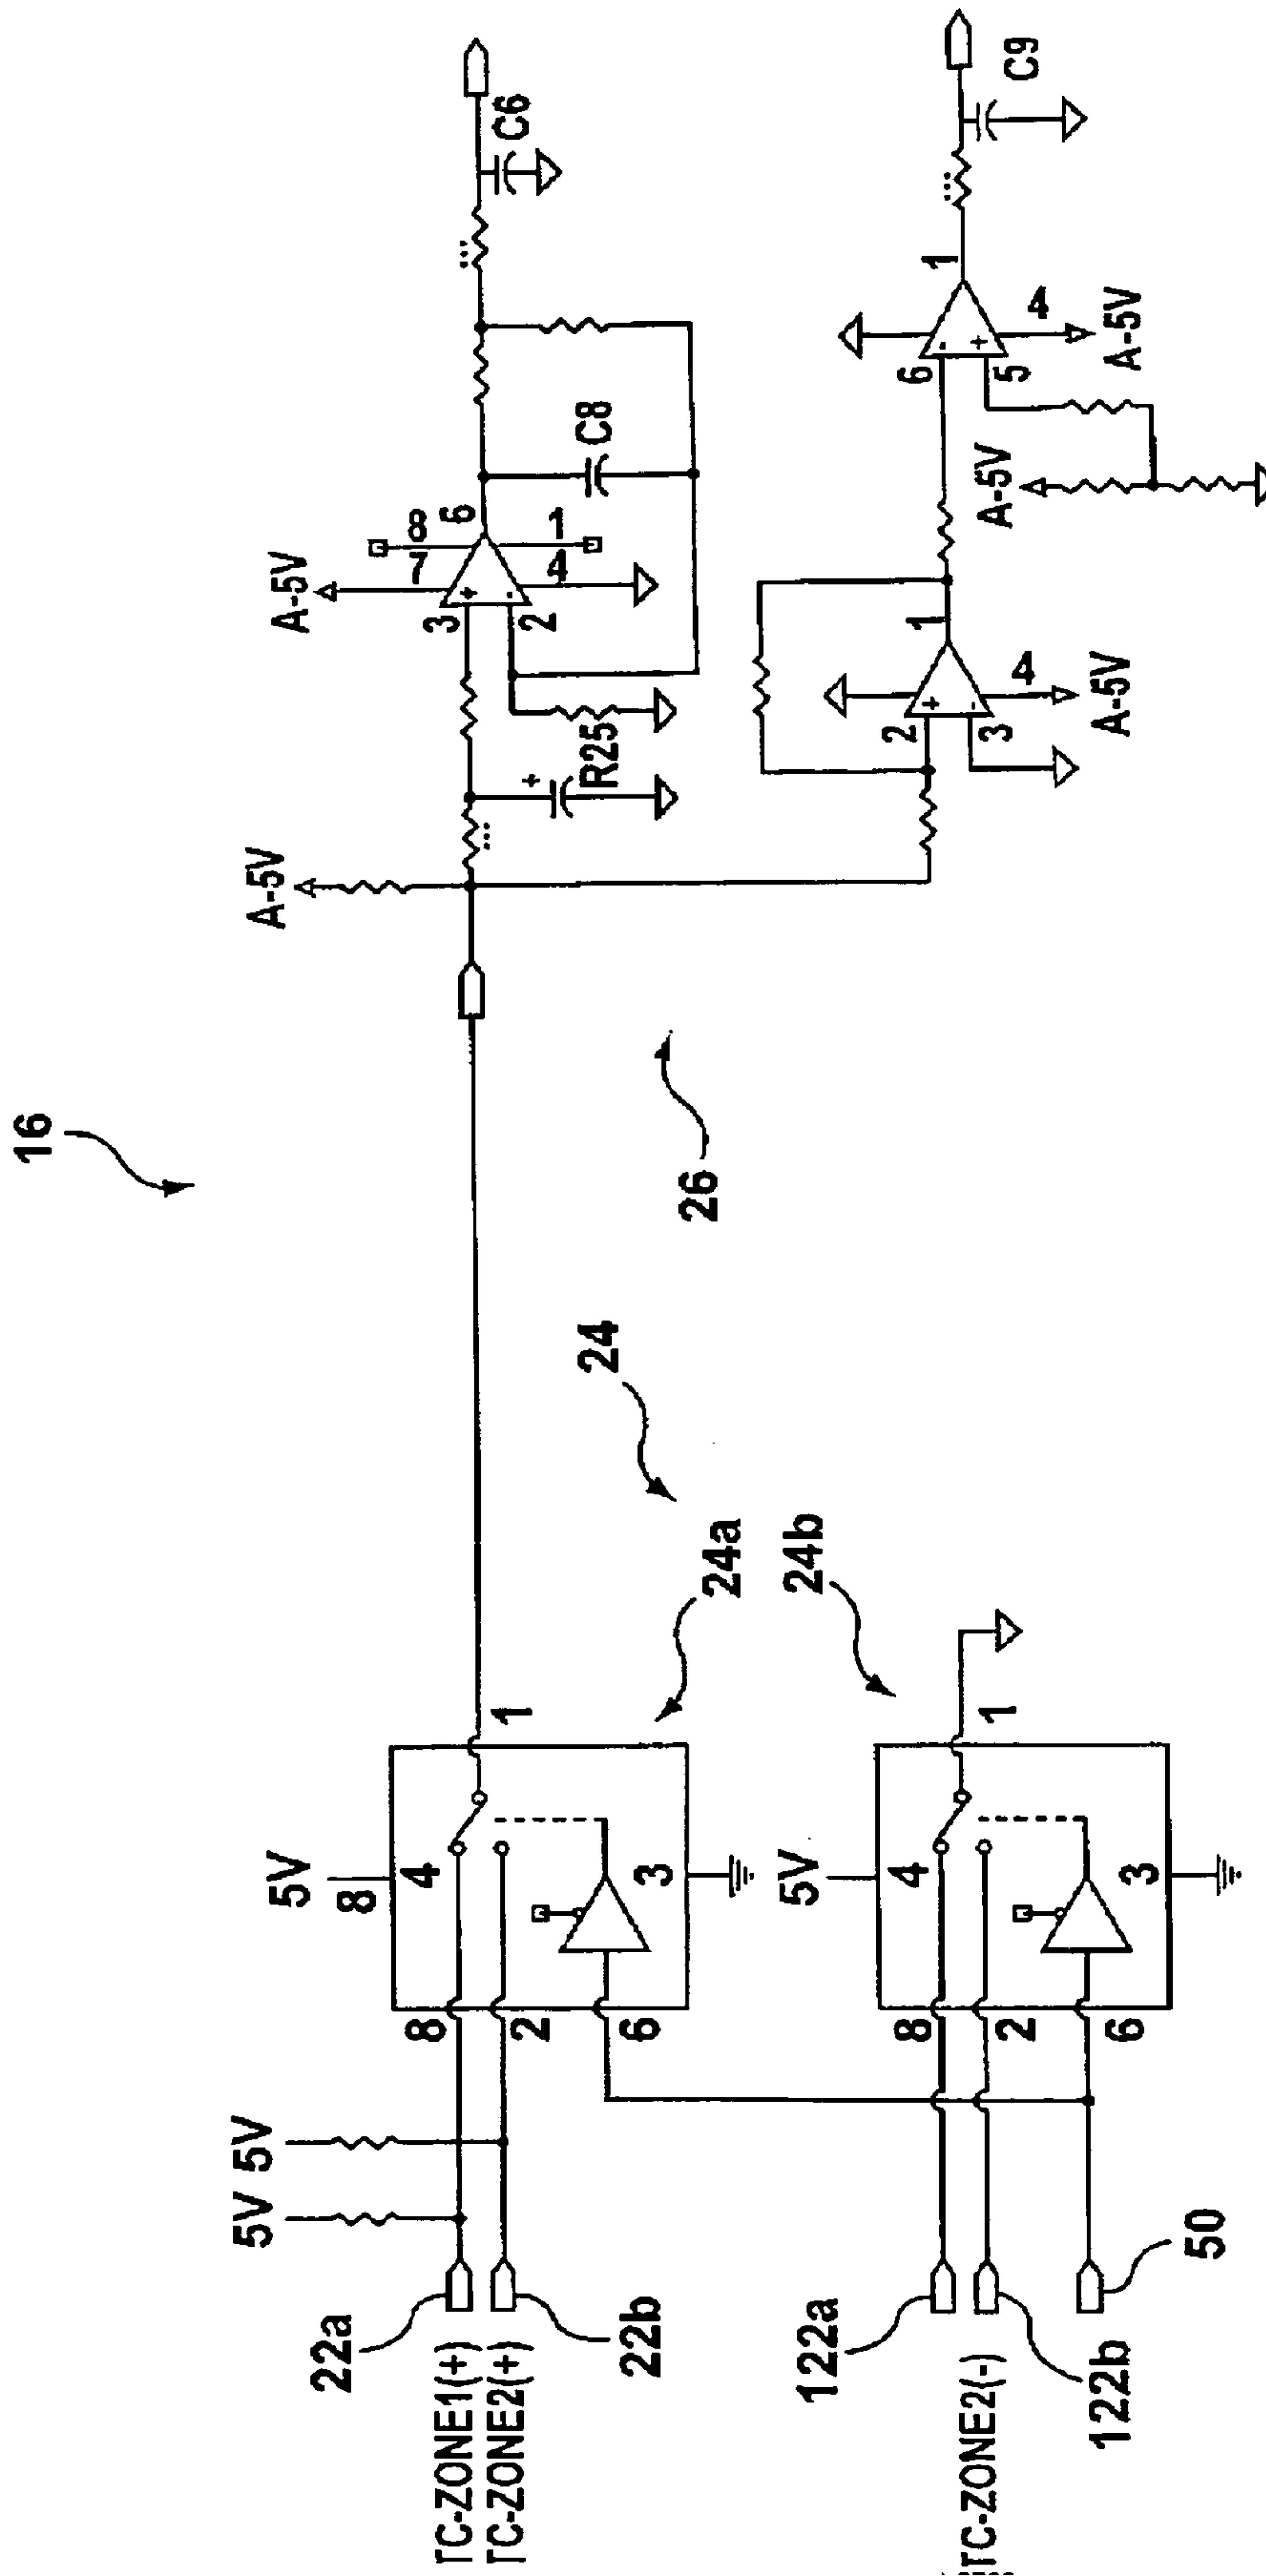 16
A-5V
A-5V
8
7
3
6
2
4
1
C8
C6
R25
+
+
-
...
...
26
24
24a
24b
5V
8
4
1
3
8
2
6
5V
5V
22a
TC-ZONE1(+)
TC-ZONE2(+)
22b
5V
4
1
3
8
2
6
122a
TC-ZONE2(-)
122b
50
2
3
+
-
1
4
A-5V
A-5V
6
5
-
+
1
4
A-5V
...
C9